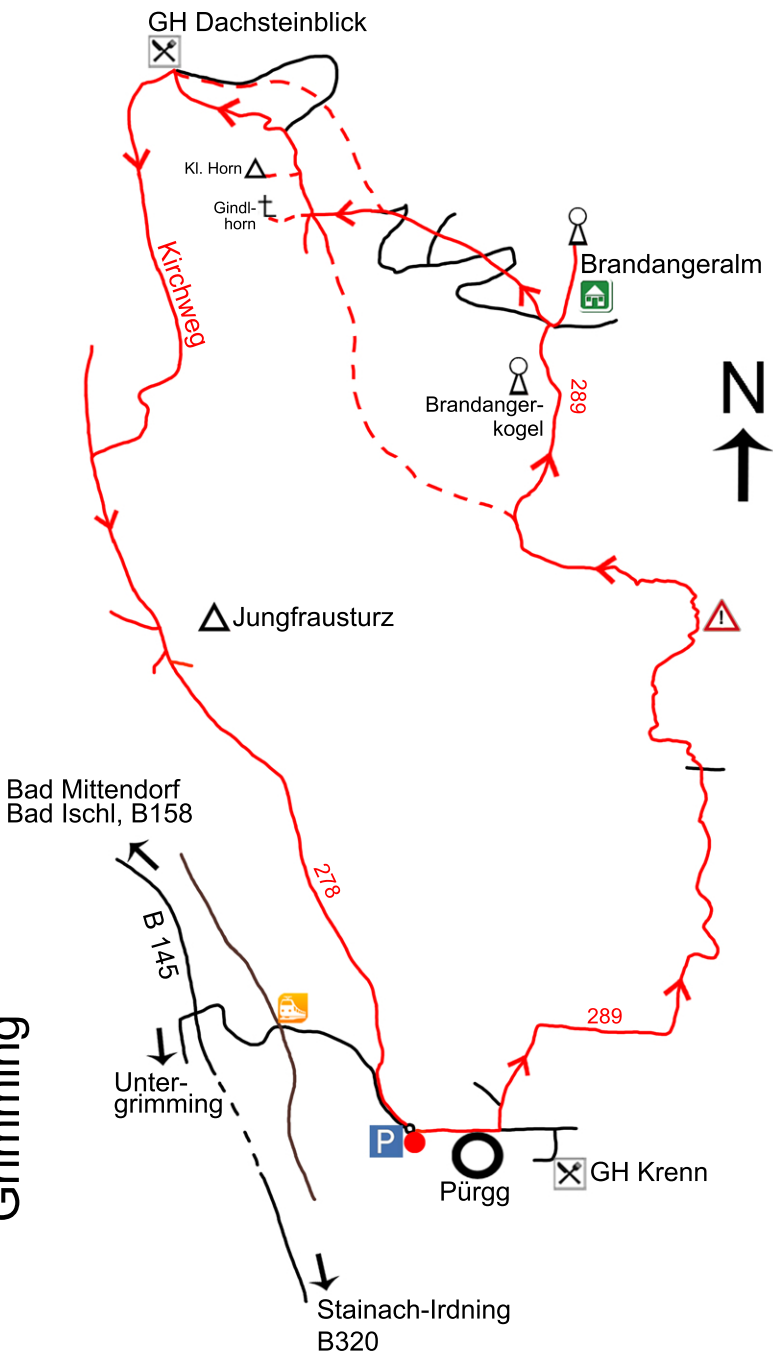 GH Dachsteinblick
Kl. Horn
Gindl-
horn
Brandangeralm
Kirchweg
Brandanger-
kogel
289
N
!
Jungfrausturz
Bad Mittendorf
Bad Ischl, B158
278
B 145
289
Unter-
grimming
Grimming
P
GH Krenn
Pürgg
Stainach-Irdning
B320